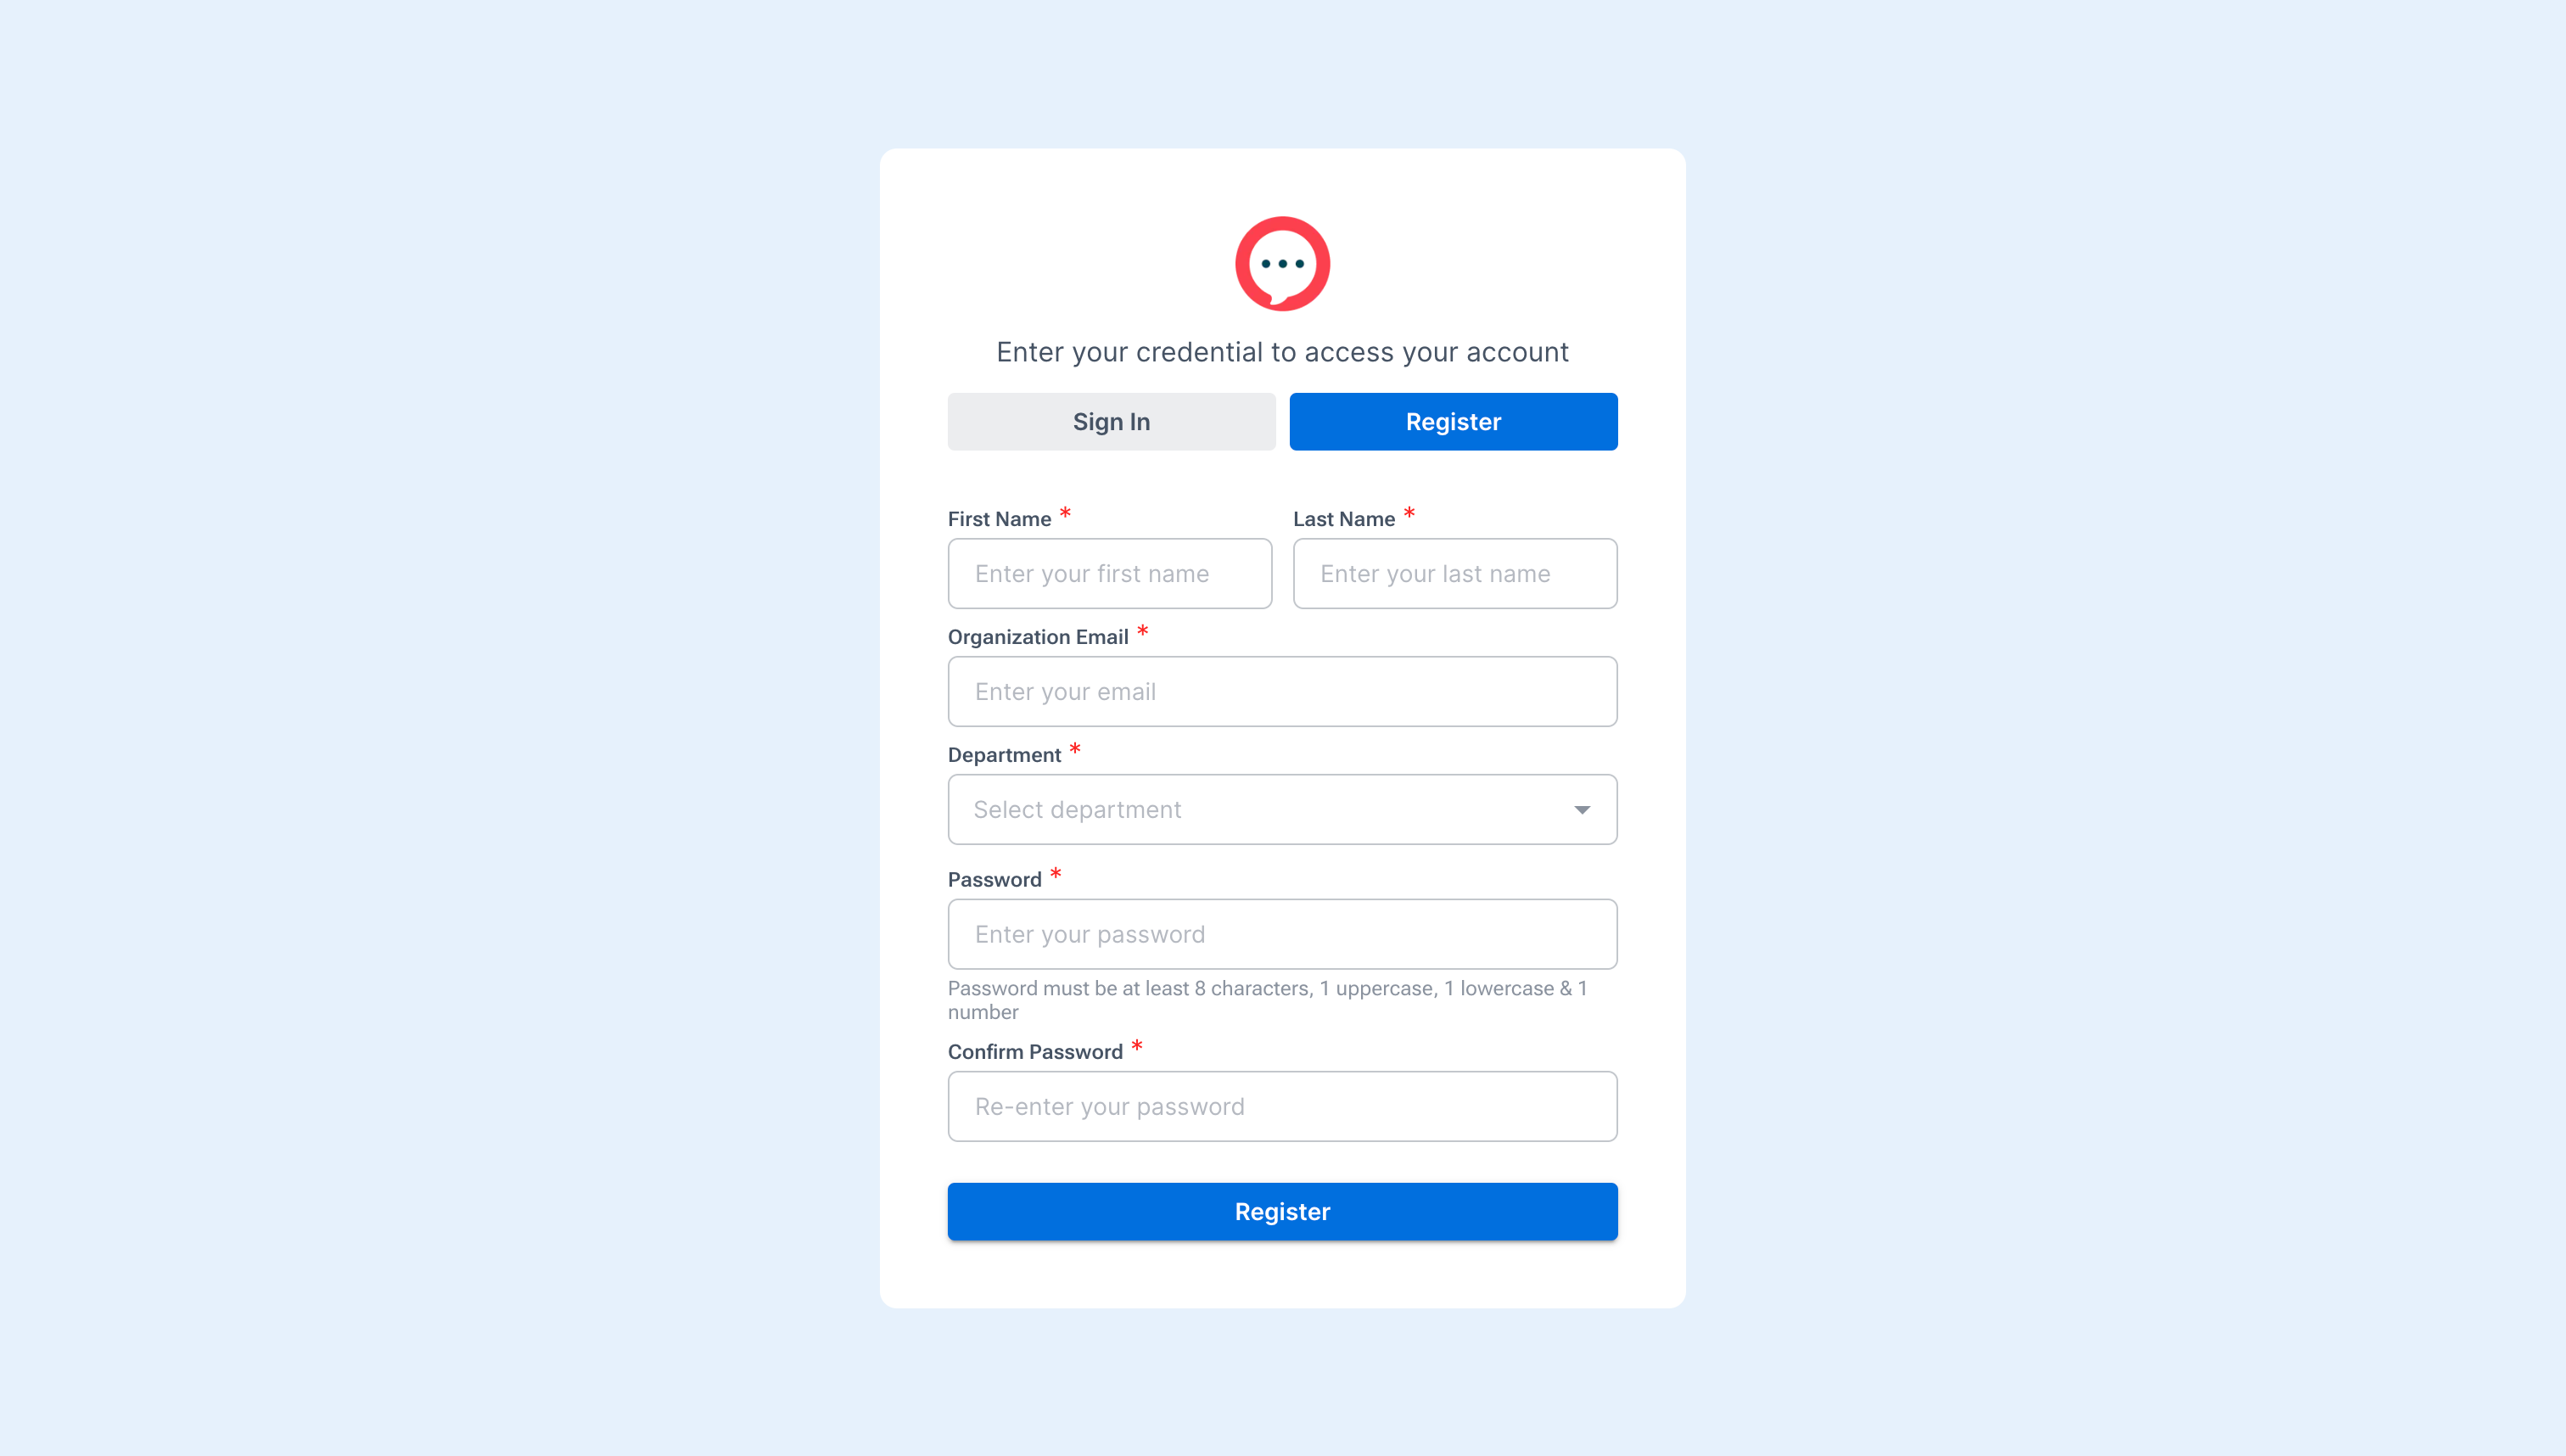 Enter your credential to access your account
Sign In Register
First Name * Last Name *
Enter your first name Enter your last name
Organization Email *
Enter your email
Department *
Select department
Password *
Enter your password
Password must be at least 8 characters, 1 uppercase, 1 lowercase & 1
number
Confirm Password *
Re-enter your password
Register